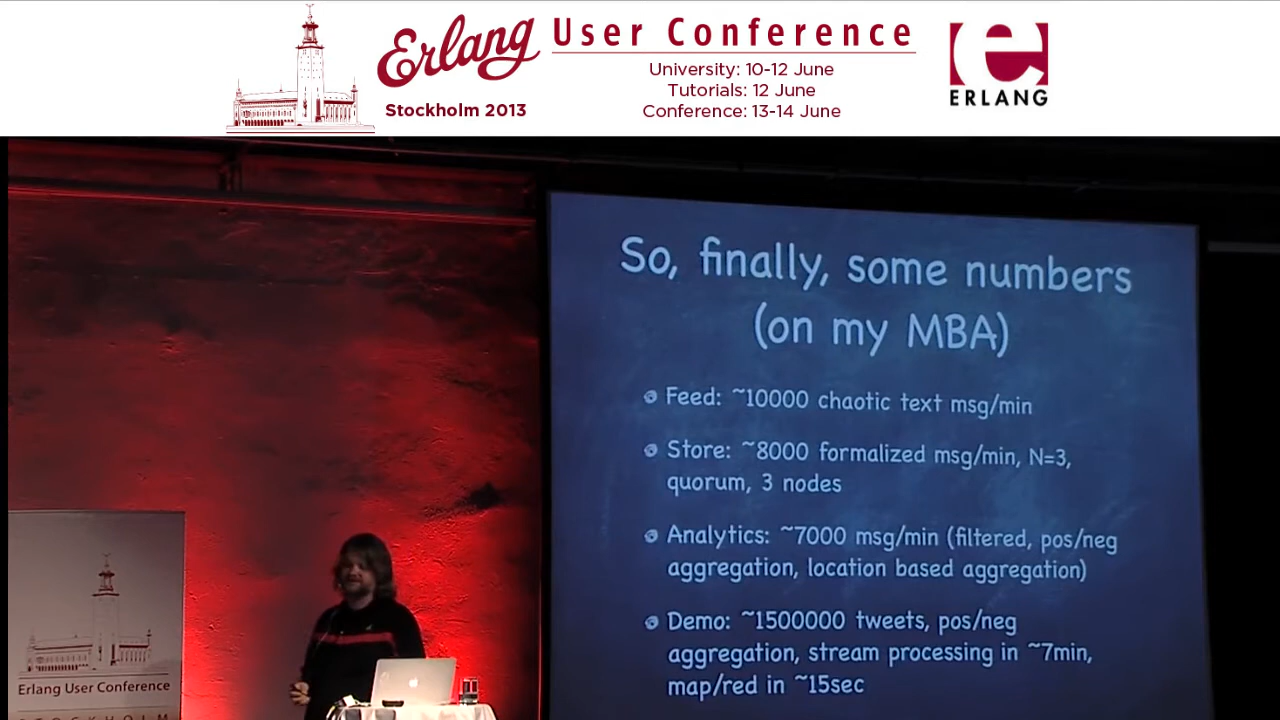 Erlang User Conference
Stockholm 2013
University: 10-12 June
Tutorials: 12 June
Conference: 13-14 June
e
ERLANG
So, finally, some numbers
(on my MBA)
Feed: ~10000 chaotic text msg/min
Store: ~8000 formalized msg/min, N=3,
quorum, 3 nodes
Analytics: ~7000 msg/min (filtered, pos/neg
aggregation, location based aggregation)
Demo: ~1500000 tweets, pos/neg
aggregation, stream processing in ~7min,
map/red in ~15sec
Erlang User Conference
STOCKHOLM